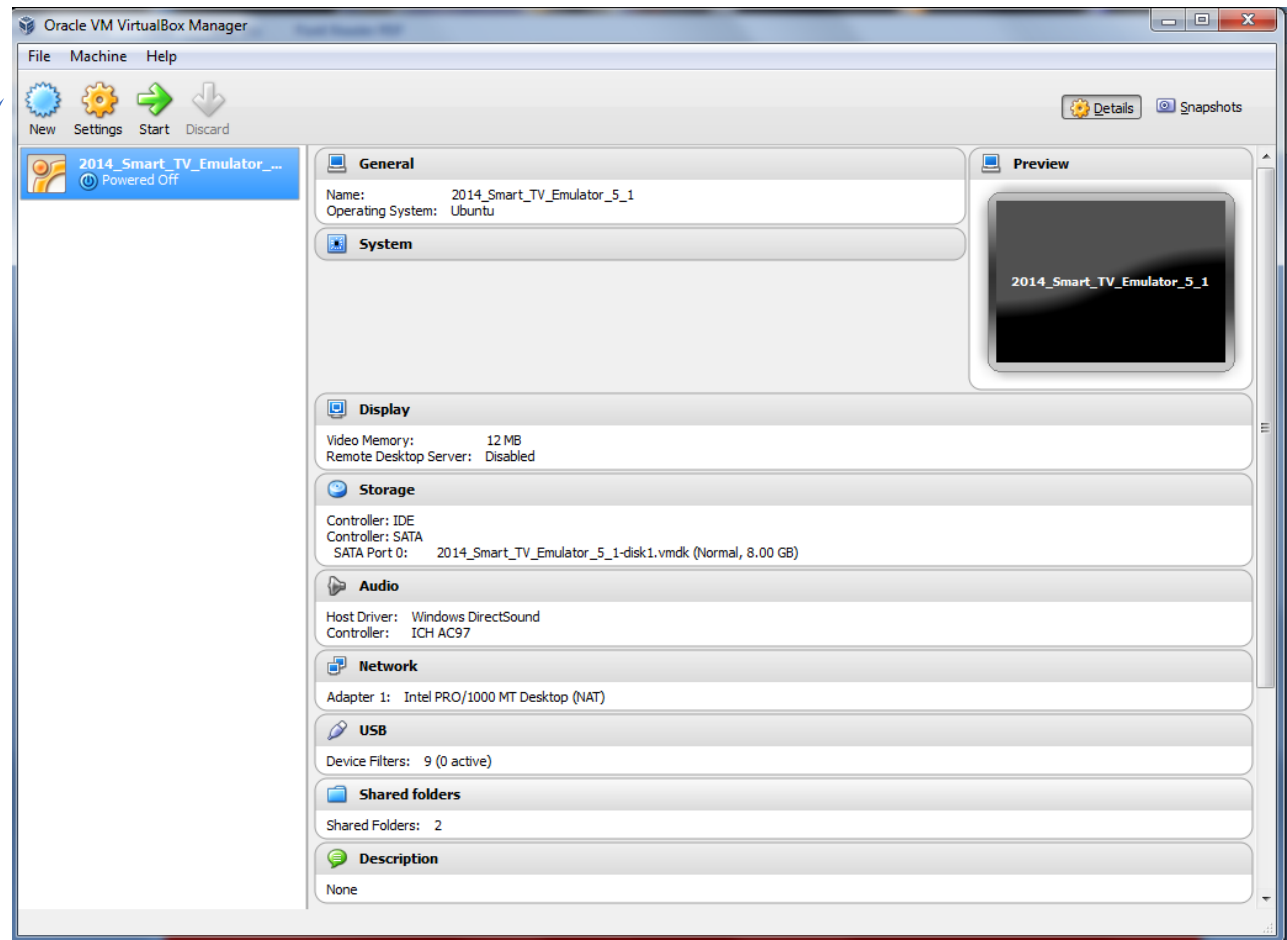 Oracle VM VirtualBox Manager
File Machine Help
New Settings Start Discard
Details Snapshots
2014_Smart_TV_Emulator_...
Powered Off
General
Name: 2014_Smart_TV_Emulator_5_1
Operating System: Ubuntu
System
Preview
2014_Smart_TV_Emulator_5_1
Display
Video Memory: 12 MB
Remote Desktop Server: Disabled
Storage
Controller: IDE
Controller: SATA
SATA Port 0: 2014_Smart_TV_Emulator_5_1-disk1.vmdk (Normal, 8.00 GB)
Audio
Host Driver: Windows DirectSound
Controller: ICH AC97
Network
Adapter 1: Intel PRO/1000 MT Desktop (NAT)
USB
Device Filters: 9 (0 active)
Shared folders
Shared Folders: 2
Description
None